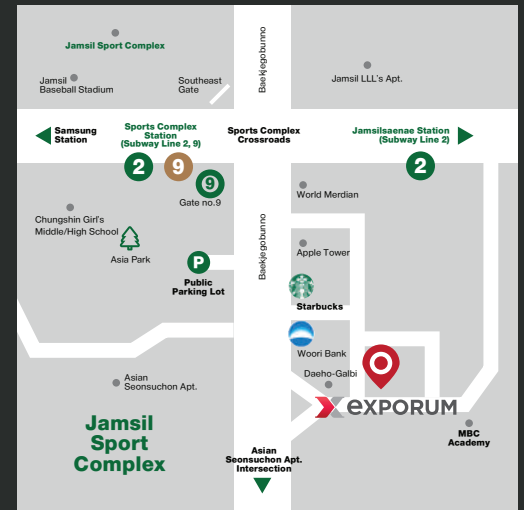 Jamsil Sport Complex
Baekjegobunno
Jamsil
Baseball Stadium
Southeast
Gate
Jamsil LLL's Apt.
Samsung
Station
Sports Complex
Station
(Subway Line 2, 9)
Sports Complex
Crossroads
Jamsilsaenae Station
(Subway Line 2)
2
9
9
2
Gate no.9
World Merdian
Chungshin Girl's
Middle/High School
Asia Park
Baekjegobunno
Apple Tower
P
Public
Parking Lot
Starbucks
Woori Bank
Daeho-Galbi
Asian
Seonsuchon Apt.
EXPORUM
Jamsil
Sport
Complex
MBC
Academy
Asian
Seonsuchon Apt.
Intersection